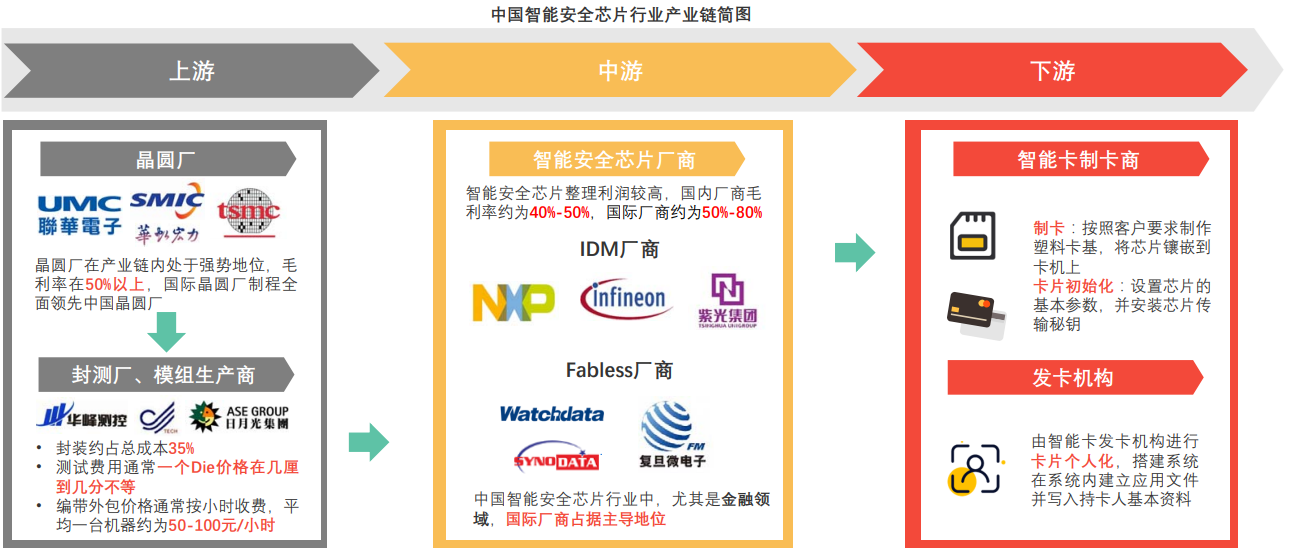 中国智能安全芯片行业产业链简图
上游
中游
下游
晶圆厂
UMC
聯華電子
SMIC
华虹宏力
tsmc
晶圆厂在产业链内处于强势地位，毛
利率在50%以上，国际晶圆厂制程全
面领先中国晶圆厂
封测厂、模组生产商
华峰测控
TECH
ASE GROUP
日月光集團
• 封装约占总成本35%
• 测试费用通常一个Die价格在几厘
到几分不等
• 编带外包价格通常按小时收费，平
均一台机器约为50-100元/小时
智能安全芯片厂商
智能安全芯片整理利润较高，国内厂商毛
利率约为40%-50%，国际厂商约为50%-80%
IDM厂商
NXP
infineon
紫光集团
TSINGHUA UNIGROUP
Fabless厂商
Watchdata
SYNODATA
FM
复旦微电子
中国智能安全芯片行业中，尤其是金融领
域，国际厂商占据主导地位
智能卡制卡商
制卡：按照客户要求制作
塑料卡基，将芯片镶嵌到
卡机上
卡片初始化：设置芯片的
基本参数，并安装芯片传
输秘钥
发卡机构
由智能卡发卡机构进行
卡片个人化，搭建系统
在系统内建立应用文件
并写入持卡人基本资料